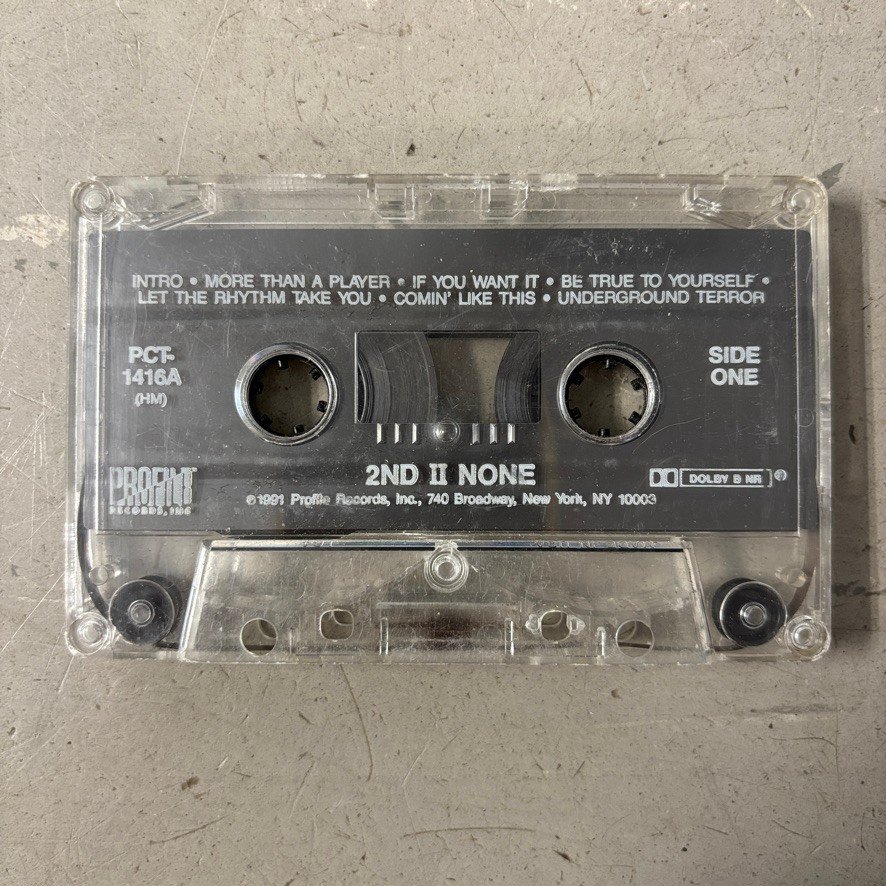 INTRO • MORE THAN A PLAYER • IF YOU WANT IT • BE TRUE TO YOURSELF •
LET THE RHYTHM TAKE YOU • COMIN' LIKE THIS • UNDERGROUND TERROR
PCT-
1416A
(HM)
SIDE
ONE
PROFILE
RECORDS, INC.
2ND II NONE
DOLBY B NR
℗1991 Profile Records, Inc., 740 Broadway, New York, NY 10003